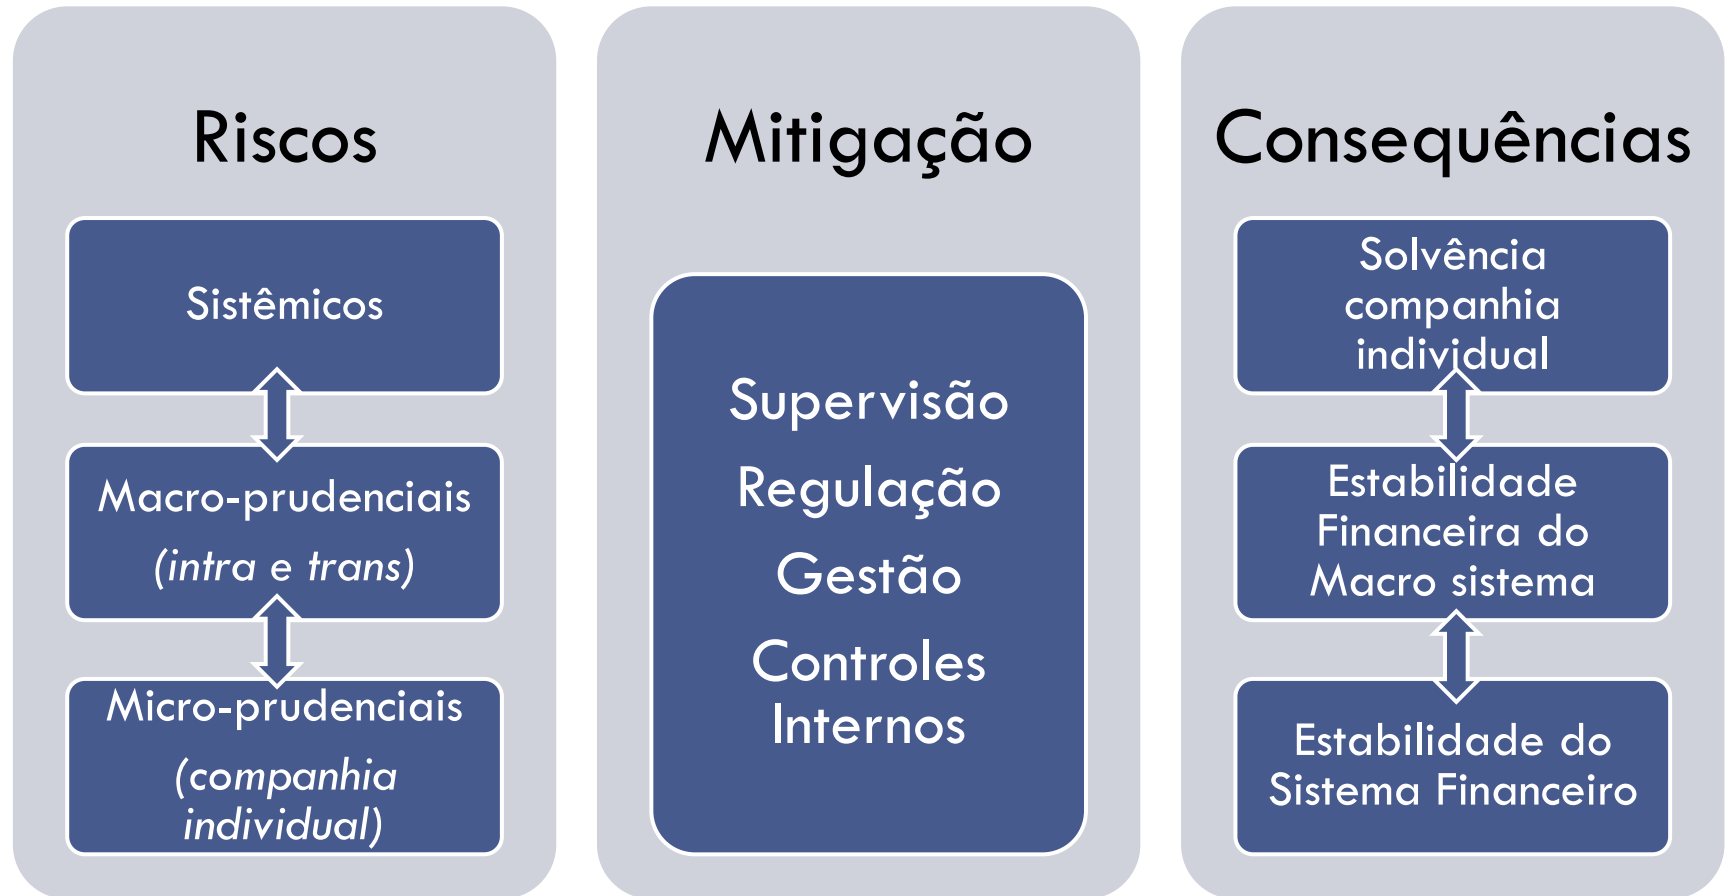 Riscos
Sistêmicos
Macro-prudenciais
(intra e trans)
Micro-prudenciais
(companhia
individual)
Mitigação
Supervisão
Regulação
Gestão
Controles
Internos
Consequências
Solvência
companhia
individual
Estabilidade
Financeira do
Macro sistema
Estabilidade do
Sistema Financeiro